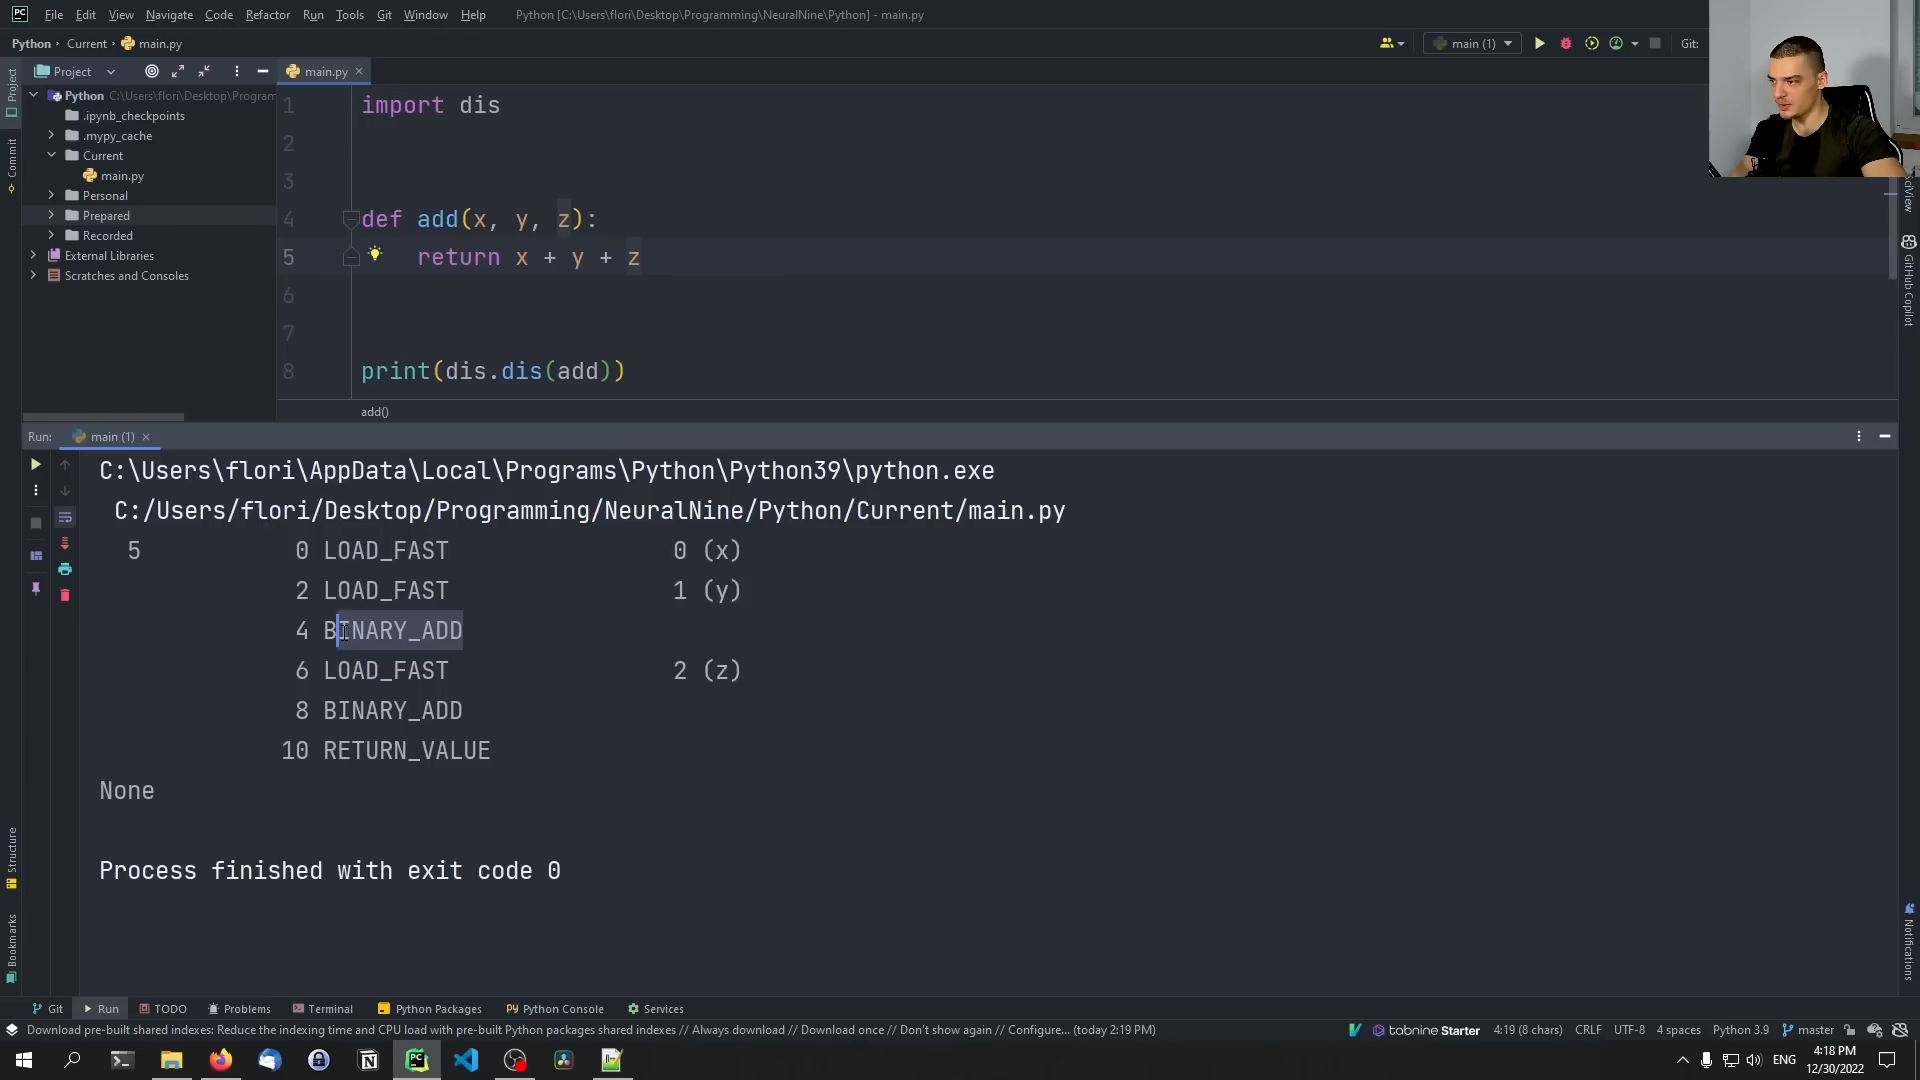 PC File Edit View Navigate Code Refactor Run Tools Git Window Help Python [C:\Users\flori\Desktop\Programming\NeuralNine\Python] - main.py
Python Current main.py main (1) Git:
Project main.py
Python C:\Users\flori\Desktop\Program
.ipynb_checkpoints
.mypy_cache
Current
main.py
Personal
Prepared
Recorded
External Libraries
Scratches and Consoles
1 import dis
2
3
4 def add(x, y, z):
5 return x + y + z
6
7
8 print(dis.dis(add))
add()
Run: main (1)
C:\Users\flori\AppData\Local\Programs\Python\Python39\python.exe
C:/Users/flori/Desktop/Programming/NeuralNine/Python/Current/main.py
5 0 LOAD_FAST 0 (x)
2 LOAD_FAST 1 (y)
4 BINARY_ADD
6 LOAD_FAST 2 (z)
8 BINARY_ADD
10 RETURN_VALUE
None
Process finished with exit code 0
Project
Commit
Structure
Bookmarks
SciView
GitHub Copilot
Notifications
Git Run TODO Problems Terminal Python Packages Python Console Services
Download pre-built shared indexes: Reduce the indexing time and CPU load with pre-built Python packages shared indexes // Always download // Download once // Don't show again // Configure... (today 2:19 PM) tabnine Starter 4:19 (8 chars) CRLF UTF-8 4 spaces Python 3.9 master
ENG 4:18 PM
12/30/2022